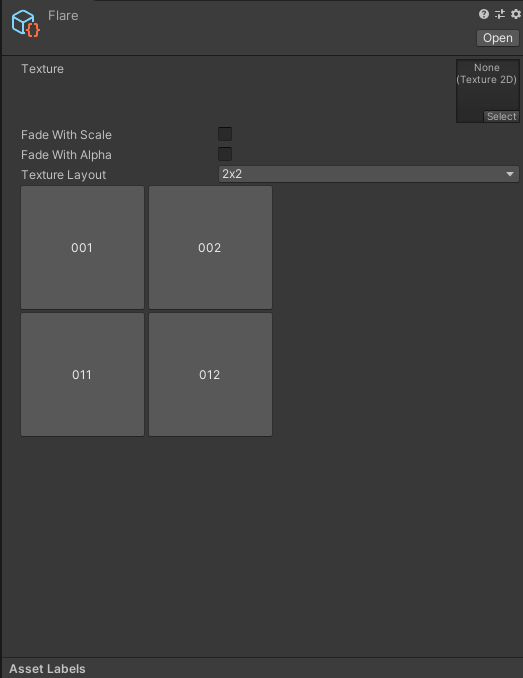 Flare
Open
Texture
None
(Texture 2D)
Select
Fade With Scale
Fade With Alpha
Texture Layout
2x2
001
002
011
012
Asset Labels